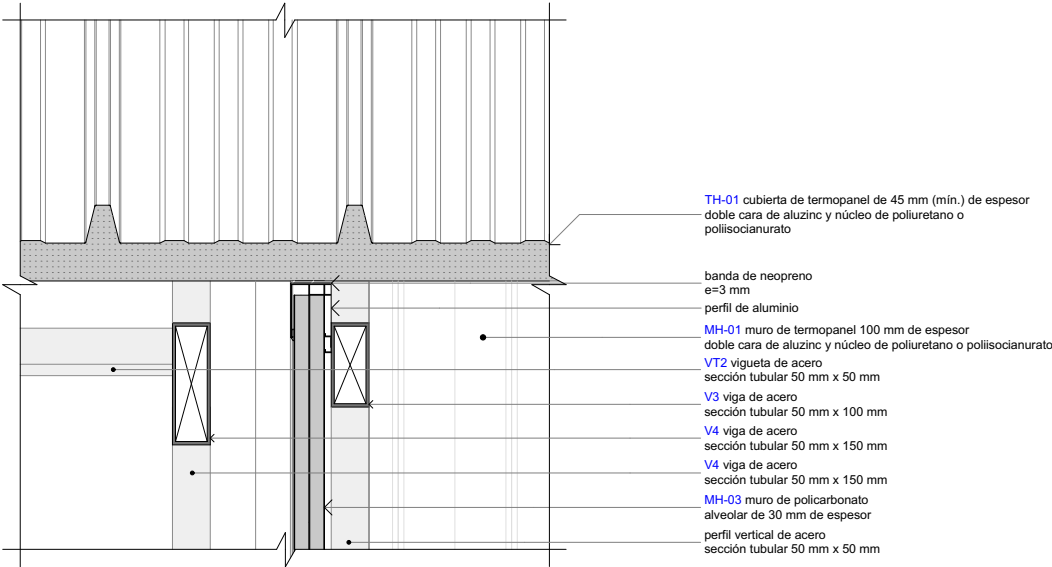 TH-01 cubierta de termopanel de 45 mm (mín.) de espesor
doble cara de aluzinc y núcleo de poliuretano o
poliisocianurato
banda de neopreno
e=3 mm
perfil de aluminio
MH-01 muro de termopanel 100 mm de espesor
doble cara de aluzinc y núcleo de poliuretano o poliisocianurato
VT2 vigueta de acero
sección tubular 50 mm x 50 mm
V3 viga de acero
sección tubular 50 mm x 100 mm
V4 viga de acero
sección tubular 50 mm x 150 mm
V4 viga de acero
sección tubular 50 mm x 150 mm
MH-03 muro de policarbonato
alveolar de 30 mm de espesor
perfil vertical de acero
sección tubular 50 mm x 50 mm